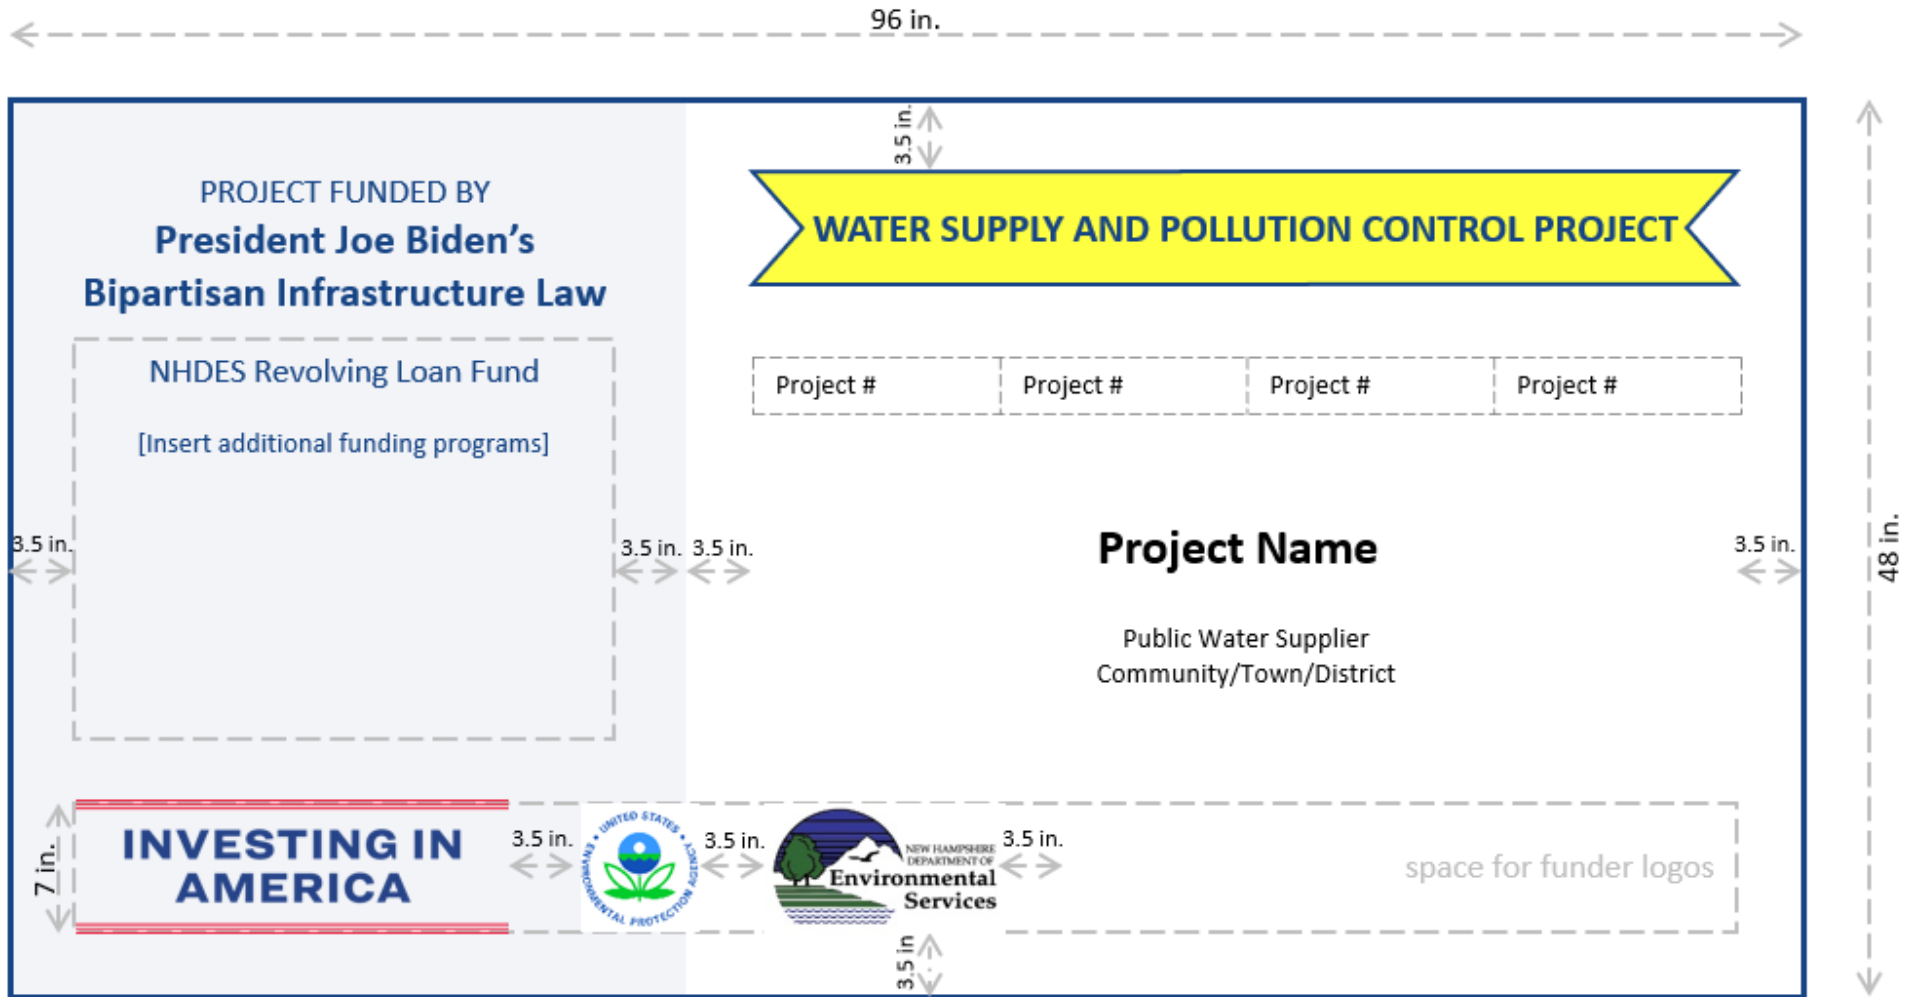 96 in.
3.5 in.
PROJECT FUNDED BY
President Joe Biden’s
Bipartisan Infrastructure Law
WATER SUPPLY AND POLLUTION CONTROL PROJECT
NHDES Revolving Loan Fund
[Insert additional funding programs]
Project # Project # Project # Project #
3.5 in. 3.5 in. 3.5 in. 3.5 in.
48 in.
Project Name
Public Water Supplier
Community/Town/District
7 in.
INVESTING IN
AMERICA
3.5 in.
UNITED STATES
ENVIRONMENTAL PROTECTION AGENCY
3.5 in.
NEW HAMPSHIRE
DEPARTMENT OF
Environmental
Services
3.5 in.
space for funder logos
3.5 in